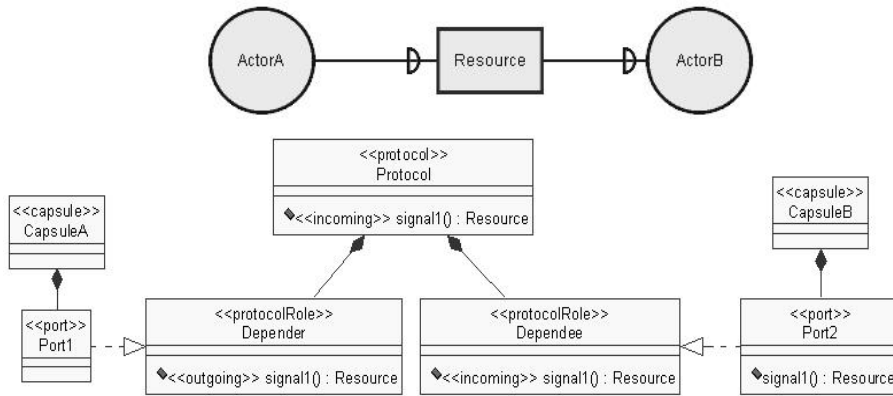 ActorA
Resource
ActorB
<<protocol>>
Protocol
<<incoming>> signal1() : Resource
<<capsule>>
CapsuleA
<<capsule>>
CapsuleB
<<port>>
Port1
<<protocolRole>>
Depender
<<outgoing>> signal1() : Resource
<<protocolRole>>
Dependee
<<incoming>> signal1() : Resource
<<port>>
Port2
signal1() : Resource